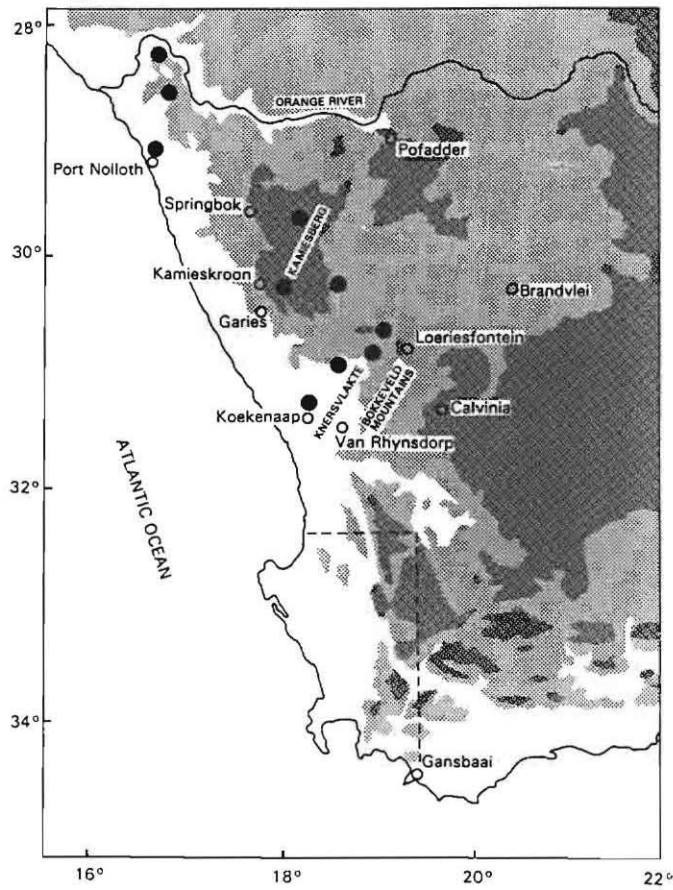 28°
ORANGE RIVER
Pofadder
Port Nolloth
Springbok
KAMIESBERG
30°
Kamieskroon
Brandvlei
Garies
Loeriesfontein
KNERSVLAKTE
BOKKEVELD
MOUNTAINS
Calvinia
Koekenaap
Van Rhynsdorp
ATLANTIC OCEAN
32°
34°
Gansbaai
16°
18°
20°
22°